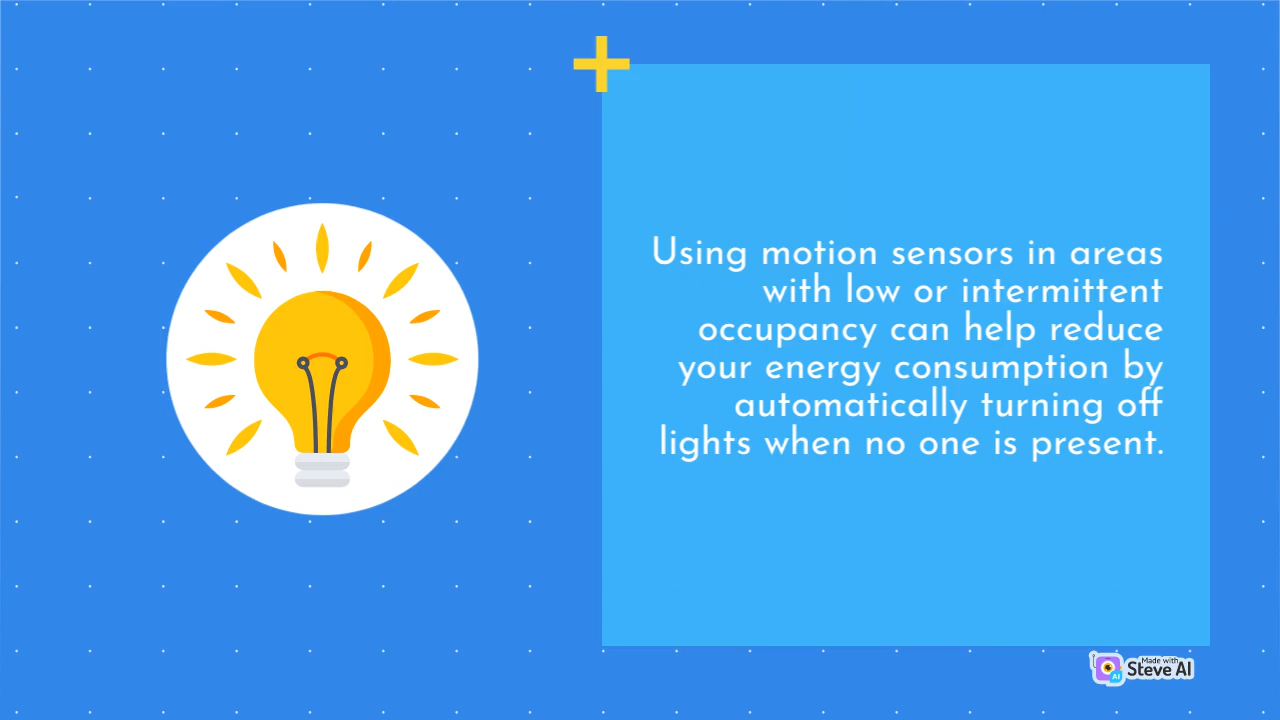 Using motion sensors in areas
with low or intermittent
occupancy can help reduce
your energy consumption by
automatically turning off
lights when no one is present.
Made with
Steve AI
AI